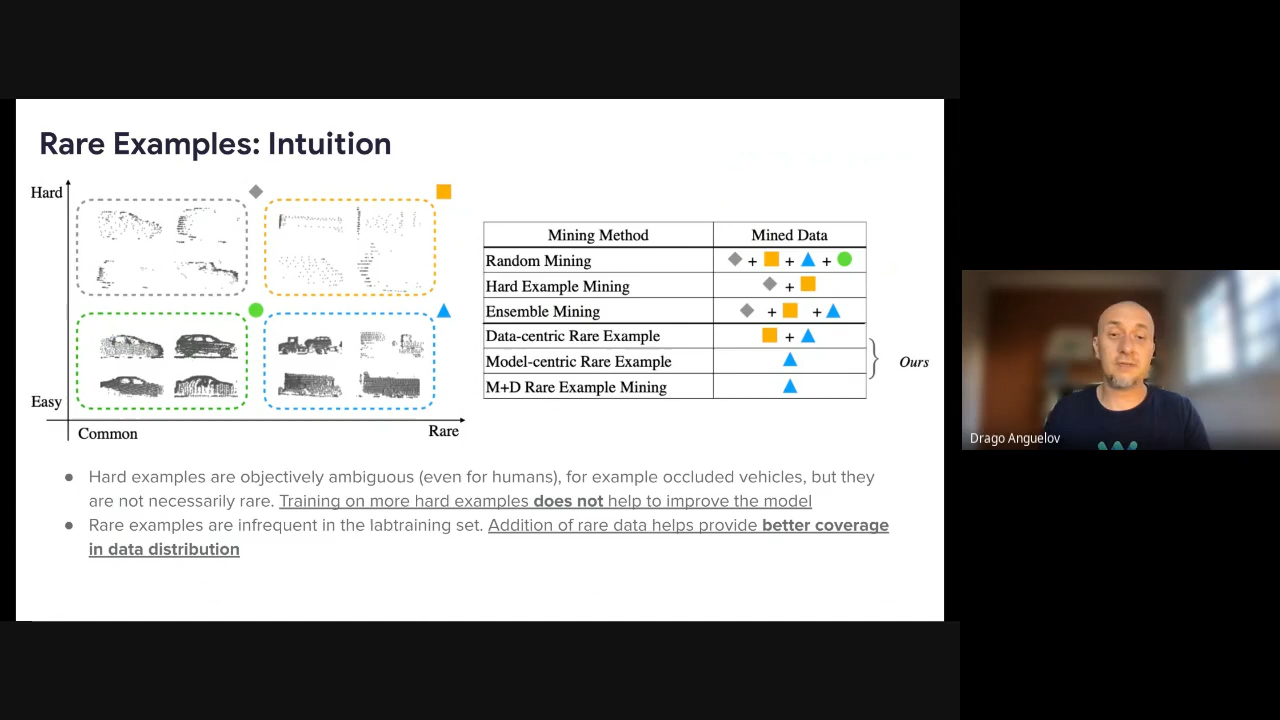 Rare Examples: Intuition
Hard
Easy
Common
Rare
Mining Method Mined Data
Random Mining + + +
Hard Example Mining +
Ensemble Mining + +
Data-centric Rare Example +
Model-centric Rare Example
M+D Rare Example Mining
Ours
● Hard examples are objectively ambiguous (even for humans), for example occluded vehicles, but they
are not necessarily rare. Training on more hard examples does not help to improve the model
● Rare examples are infrequent in the labtraining set. Addition of rare data helps provide better coverage
in data distribution
Drago Anguelov